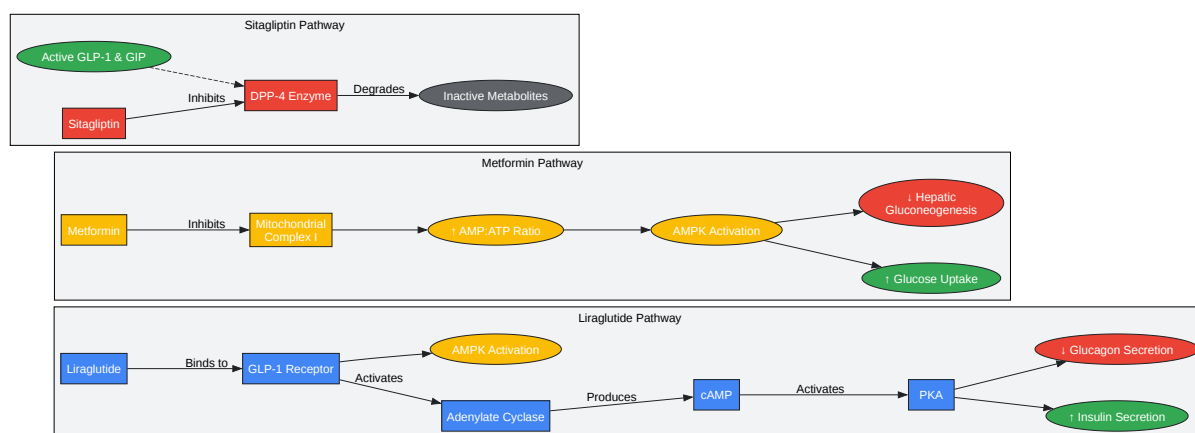 Sitagliptin Pathway
Active GLP-1 & GIP
Inhibits
Sitagliptin
DPP-4 Enzyme
Degrades
Inactive Metabolites
Metformin Pathway
Metformin
Inhibits
Mitochondrial
Complex I
↑ AMP:ATP Ratio
AMPK Activation
↓ Hepatic
Gluconeogenesis
↑ Glucose Uptake
Liraglutide Pathway
Liraglutide
Binds to
GLP-1 Receptor
AMPK Activation
Activates
Adenylate Cyclase
Produces
cAMP
Activates
PKA
↓ Glucagon Secretion
↑ Insulin Secretion